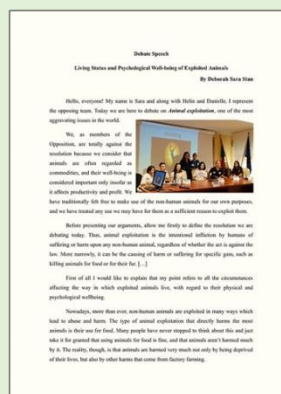 Debate Speech
Living Status and Psychological Well-being of Exploited Animals
By Deborah Sara Stan
Hello, everyone! My name is Sara and along with Helin and Danielle, I represent
the opposing team. Today we are here to debate on Animal exploitation, one of the most
aggravating issues in the world.
We, as members of the
Opposition, are totally against the
resolution because we consider that
animals are often regarded as
commodities, and their well-being is
considered important only insofar as
it affects productivity and profit. We
have traditionally felt free to make use of the non-human animals for our own purposes,
and we have treated any use we may have for them as a sufficient reason to exploit them.
Before presenting our arguments, allow me firstly to define the resolution we are
debating today. Thus, animal exploitation is the intentional infliction by humans of
suffering or harm upon any non-human animal, regardless of whether the act is against the
law. More narrowly, it can be the causing of harm or suffering for specific gain, such as
killing animals for food or for their fur. [...]
First of all I would like to explain that my point refers to all the circumstances
affecting the way in which exploited animals live, with regard to their physical and
psychological wellbeing.
Nowadays, more than ever, non-human animals are exploited in many ways which
lead to abuse and harm. The type of animal exploitation that directly harms the most
animals is their use for food. Many people have never stopped to think about this and just
take it for granted that using animals for food is fine, and that animals aren't harmed much
by it. The reality, though, is that animals are harmed very much not only by being deprived
of their lives, but also by other harms that come from factory farming.